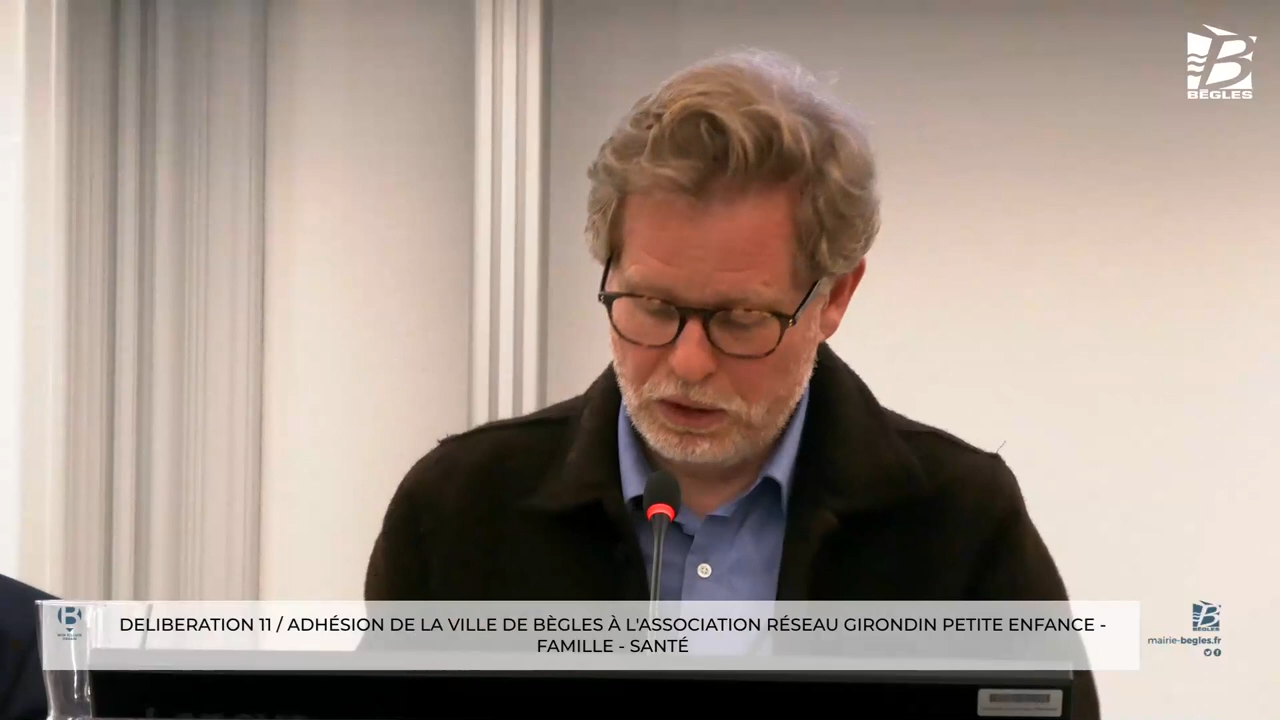 B
BÈGLES
DELIBERATION 11 / ADHÉSION DE LA VILLE DE BÈGLES À L'ASSOCIATION RÉSEAU GIRONDIN PETITE ENFANCE -
FAMILLE - SANTÉ
B
B
BÈGLES
mairie-begles.fr